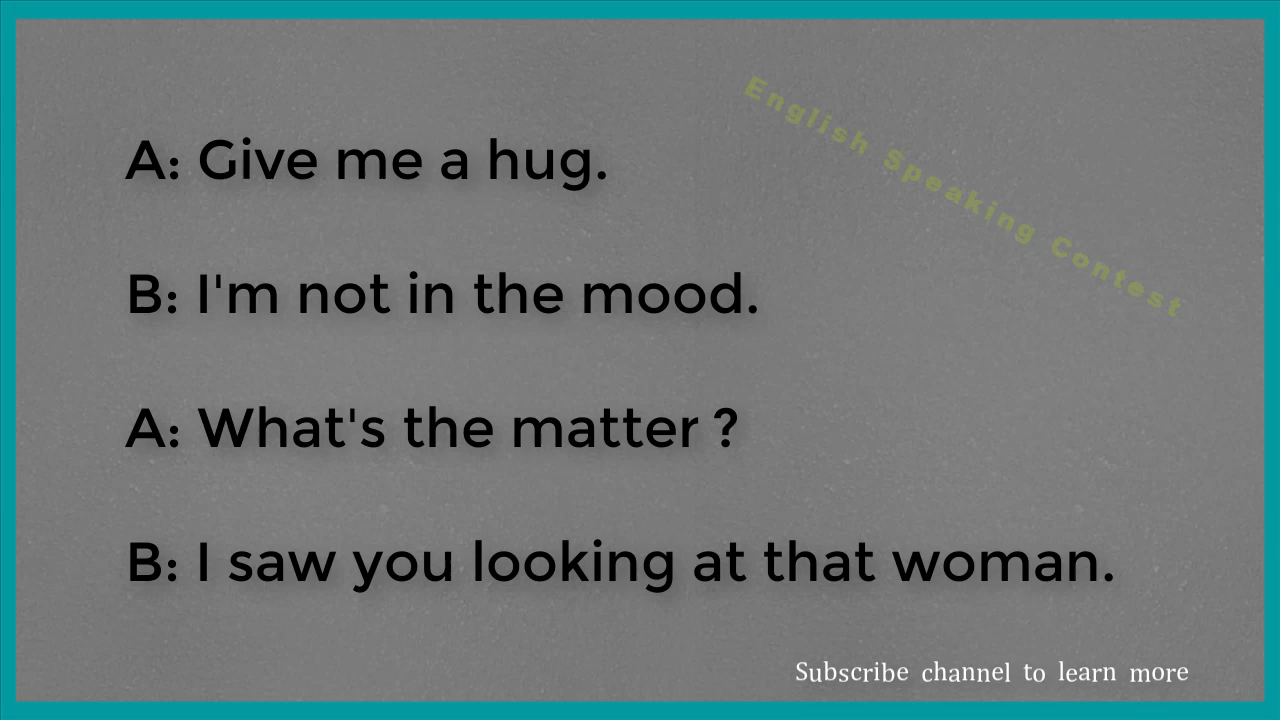 English Speaking Contest
A: Give me a hug.
B: I'm not in the mood.
A: What's the matter ?
B: I saw you looking at that woman.
Subscribe channel to learn more